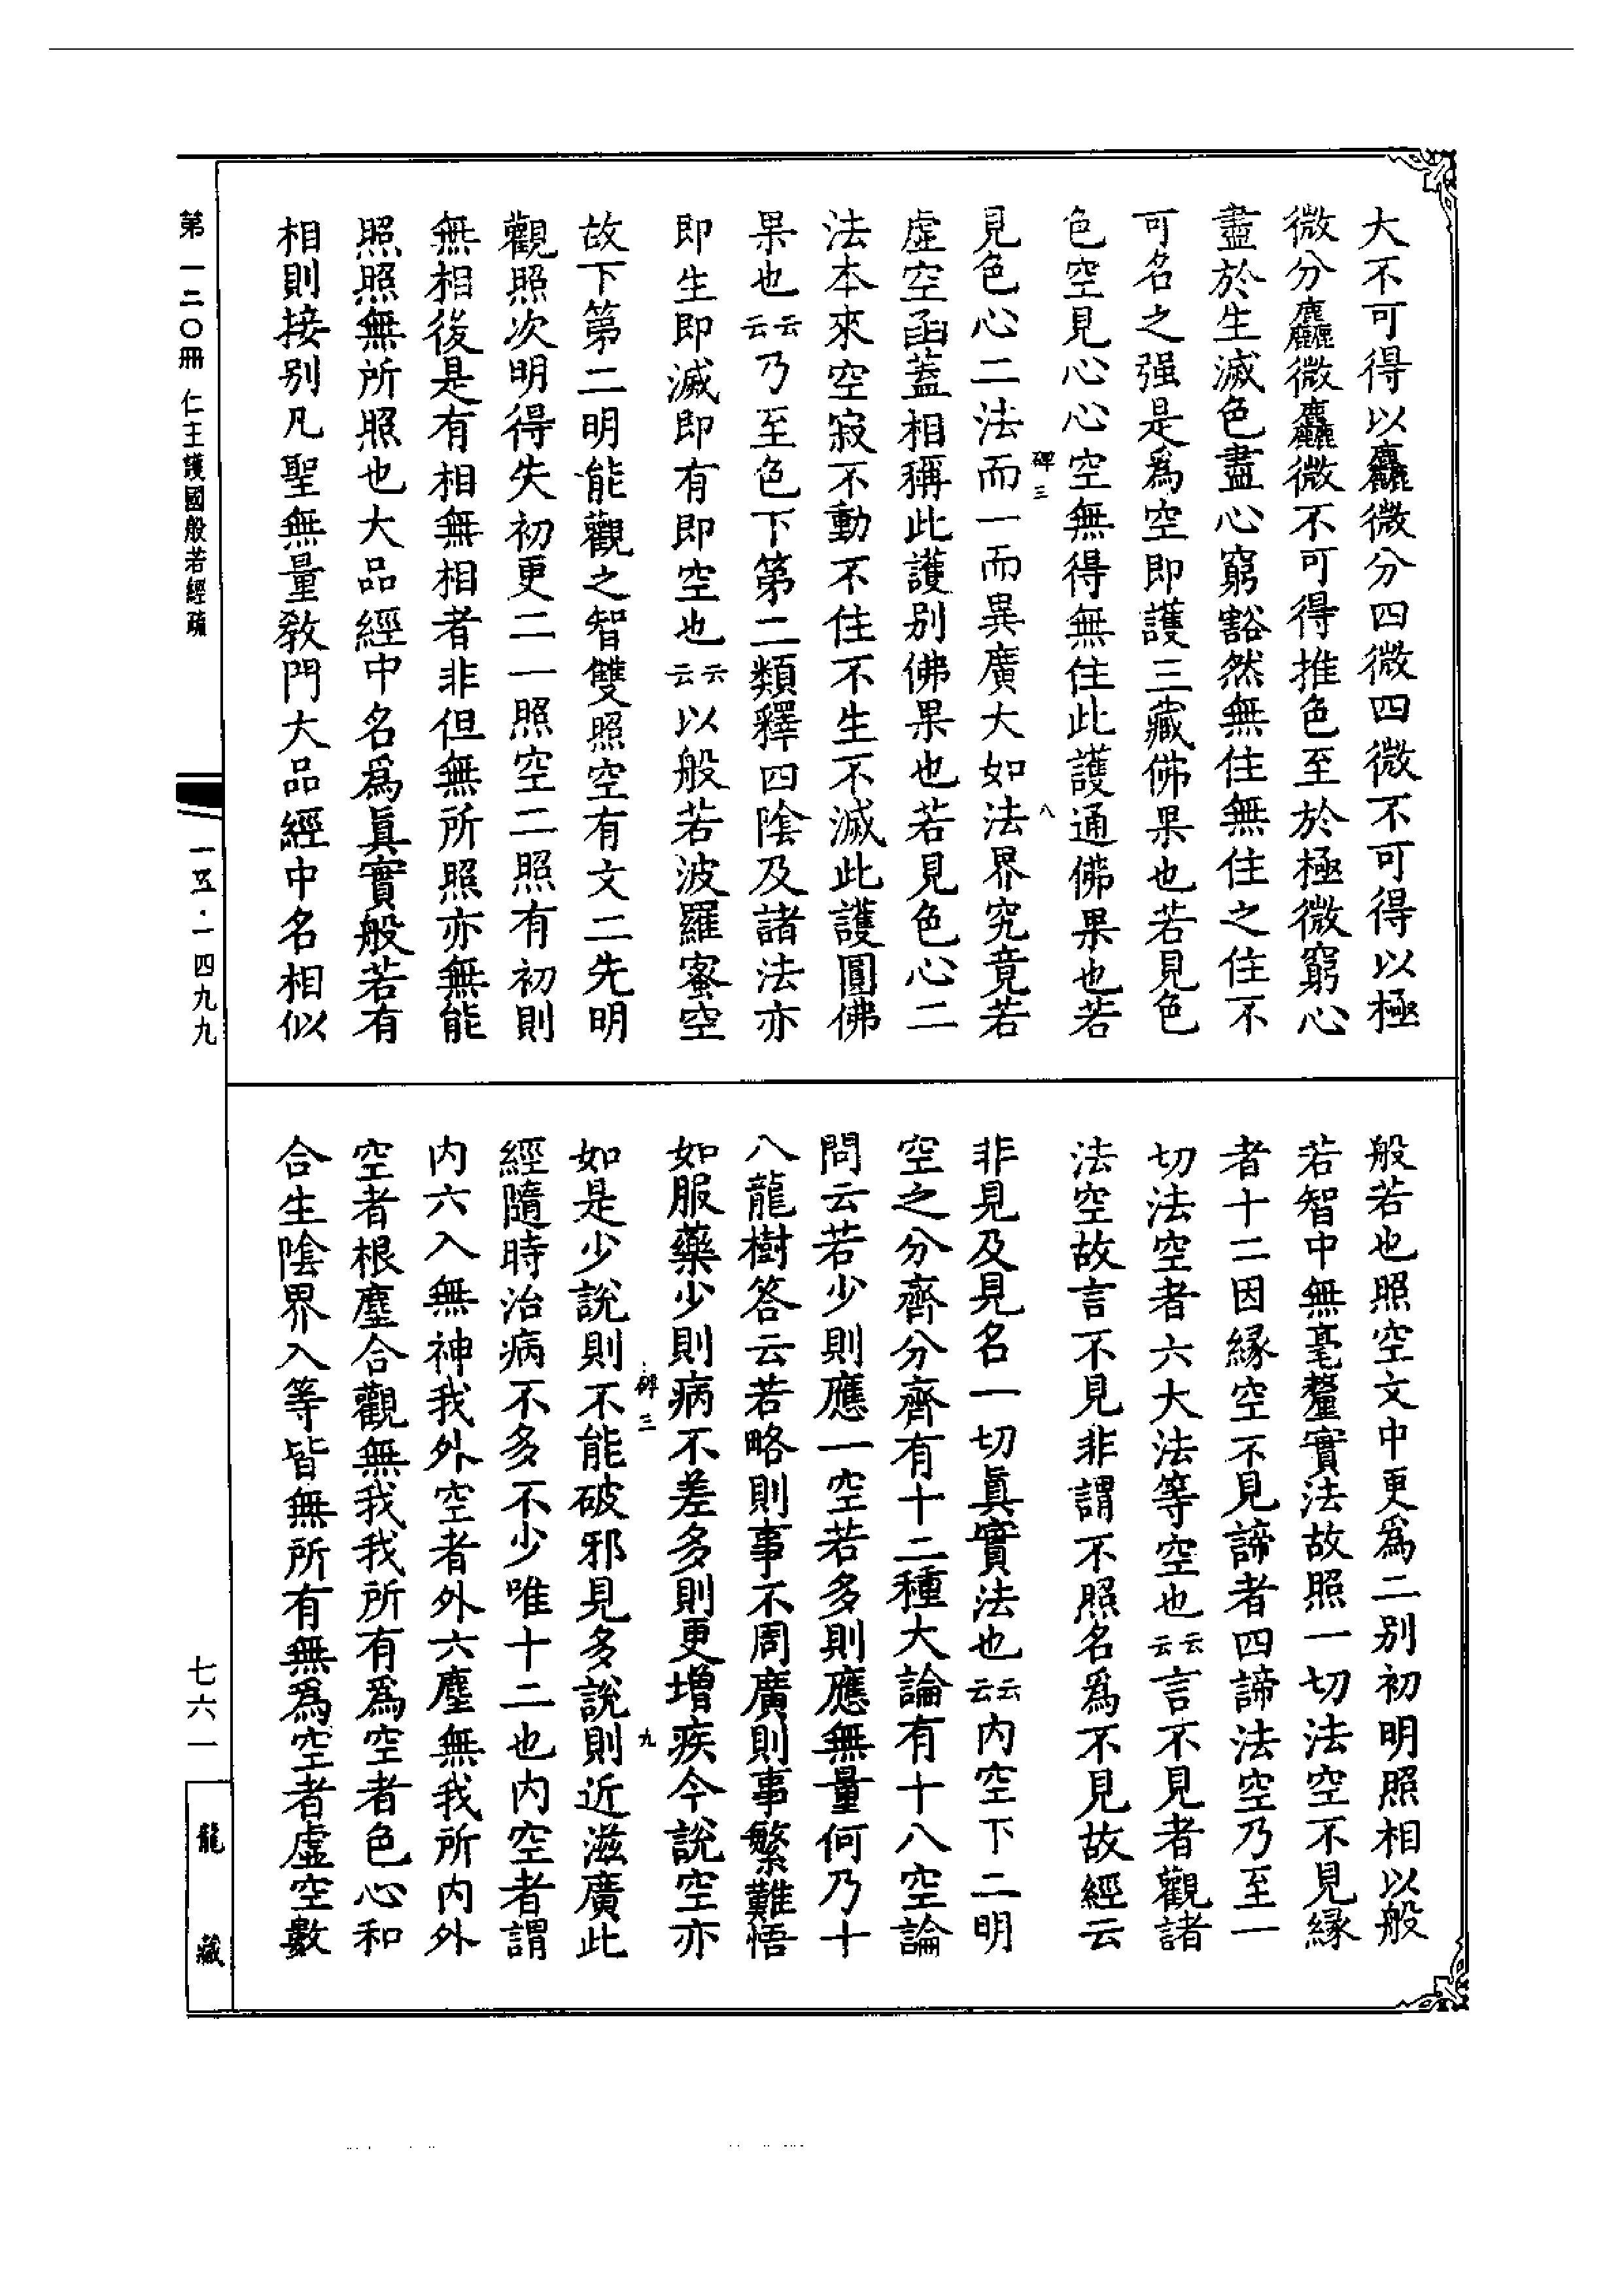 大不可得以麤微分四微四微不可得以極
微分麤微麤微不可得推色至於極微窮心
盡於生滅色盡心窮豁然無住無住之住不
可名之强是爲空即護三藏佛果也若見色
色空見心心空無得無住此護通佛果也若
碑三
八
見色心二法而一而異廣大如法界究竟若
虛空函蓋相稱此護别佛果也若見色心二
法本來空寂不動不住不生不滅此護圓佛
果也云云乃至色下第二類釋四陰及諸法亦
即生即滅即有即空也云云以般若波羅蜜空
故下第二明能觀之智雙照空有文二先明
觀照次明得失初更二一照空二照有初則
無相後是有相無相者非但無所照亦無能
照照無所照也大品經中名爲眞實般若有
相則接别凡聖無量敎門大品經中名相似
般若也照空文中更爲二别初明照相以般
若智中無毫釐實法故照一切法空不見緣
者十二因緣空不見諦者四諦法空乃至一
切法空者六大法等空也云云言不見者觀諸
法空故言不見非謂不照名爲不見故經云
非見及見名一切眞實法也云云内空下二明
空之分齊分齊有十二種大論有十八空論
問云若少則應一空若多則應無量何乃十
八龍樹答云若略則事不周廣則事繁難悟
如服藥少則病不差多則更增疾今說空亦
碑三
九
如是少說則不能破邪見多說則近滋廣此
經隨時治病不多不少唯十二也内空者謂
内六入無神我外空者外六塵無我所内外
空者根塵合觀無我我所有爲空者色心和
合生陰界入等皆無所有無爲空者虛空數
第一二〇冊 仁王護國般若經疏
一五·一四九九
七六一
龍藏